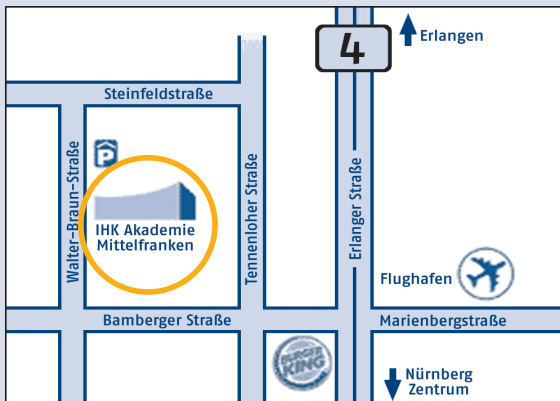 4
Erlangen
Steinfeldstraße
P
Walter-Braun-Straße
IHK Akademie
Mittelfranken
Tennenloher Straße
Erlanger Straße
Flughafen
Bamberger Straße
Marienbergstraße
BURGER
KING
Nürnberg
Zentrum